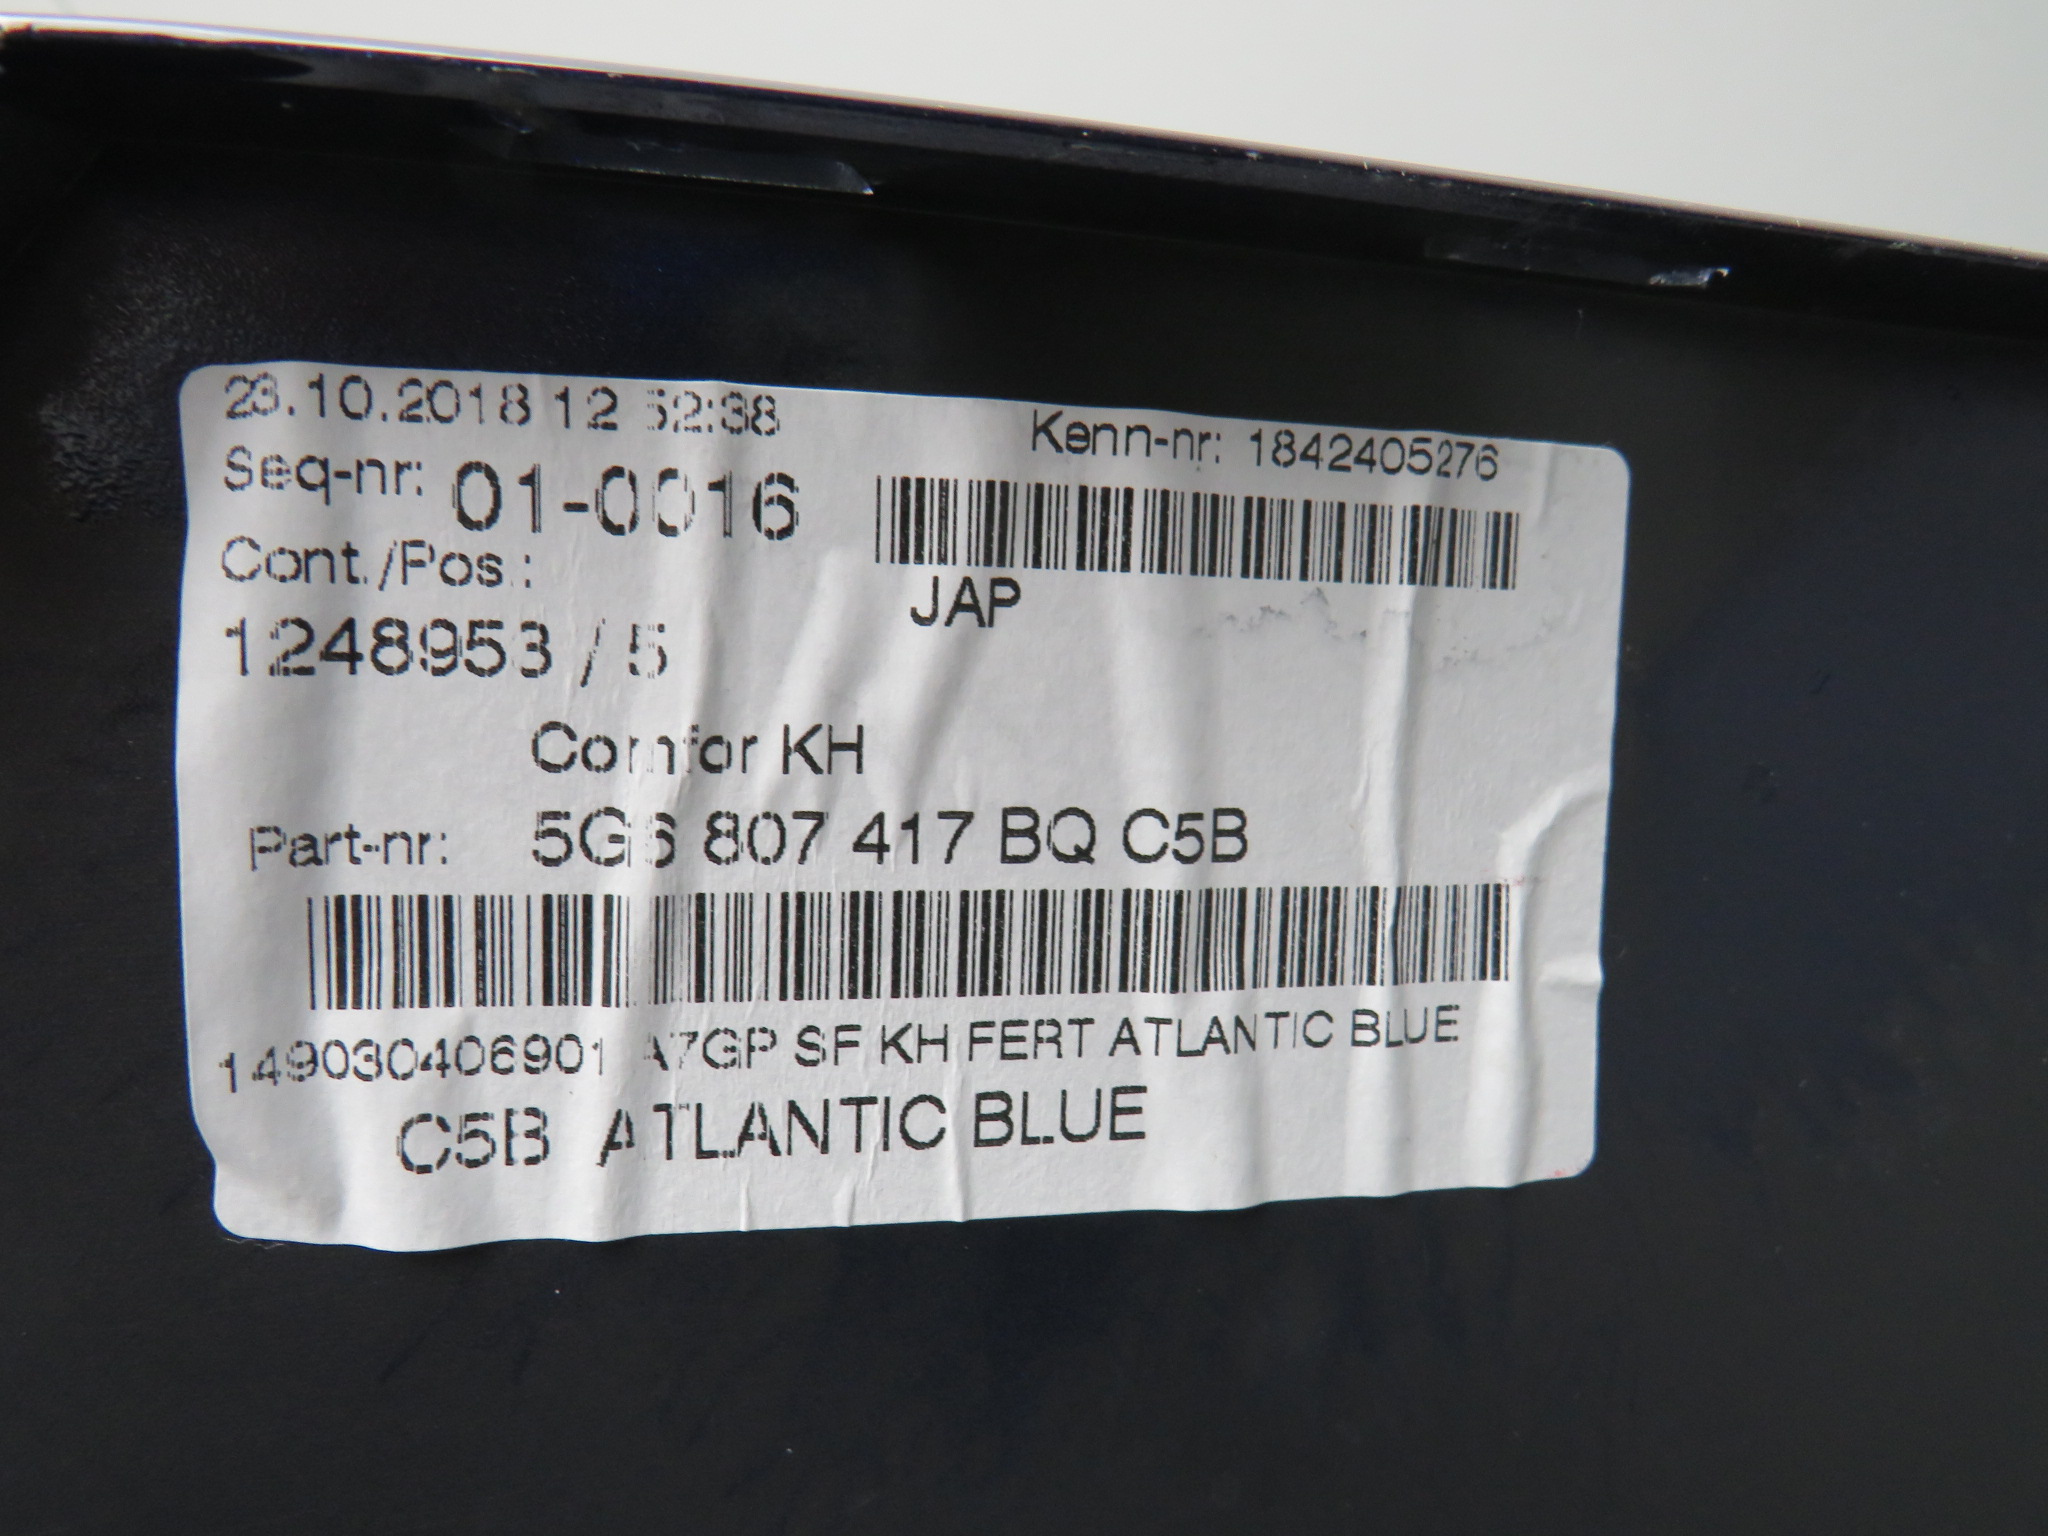 23.10.2018 12:52:38
Kenn-nr: 1842405276
Seq-nr: 01-0016
Cont./Pos.:
JAP
1248953 / 5
Comfor KH
Part-nr: 5G6 807 417 BQ C5B
149030406901 A7GP SF KH FERT ATLANTIC BLUE
C5B ATLANTIC BLUE